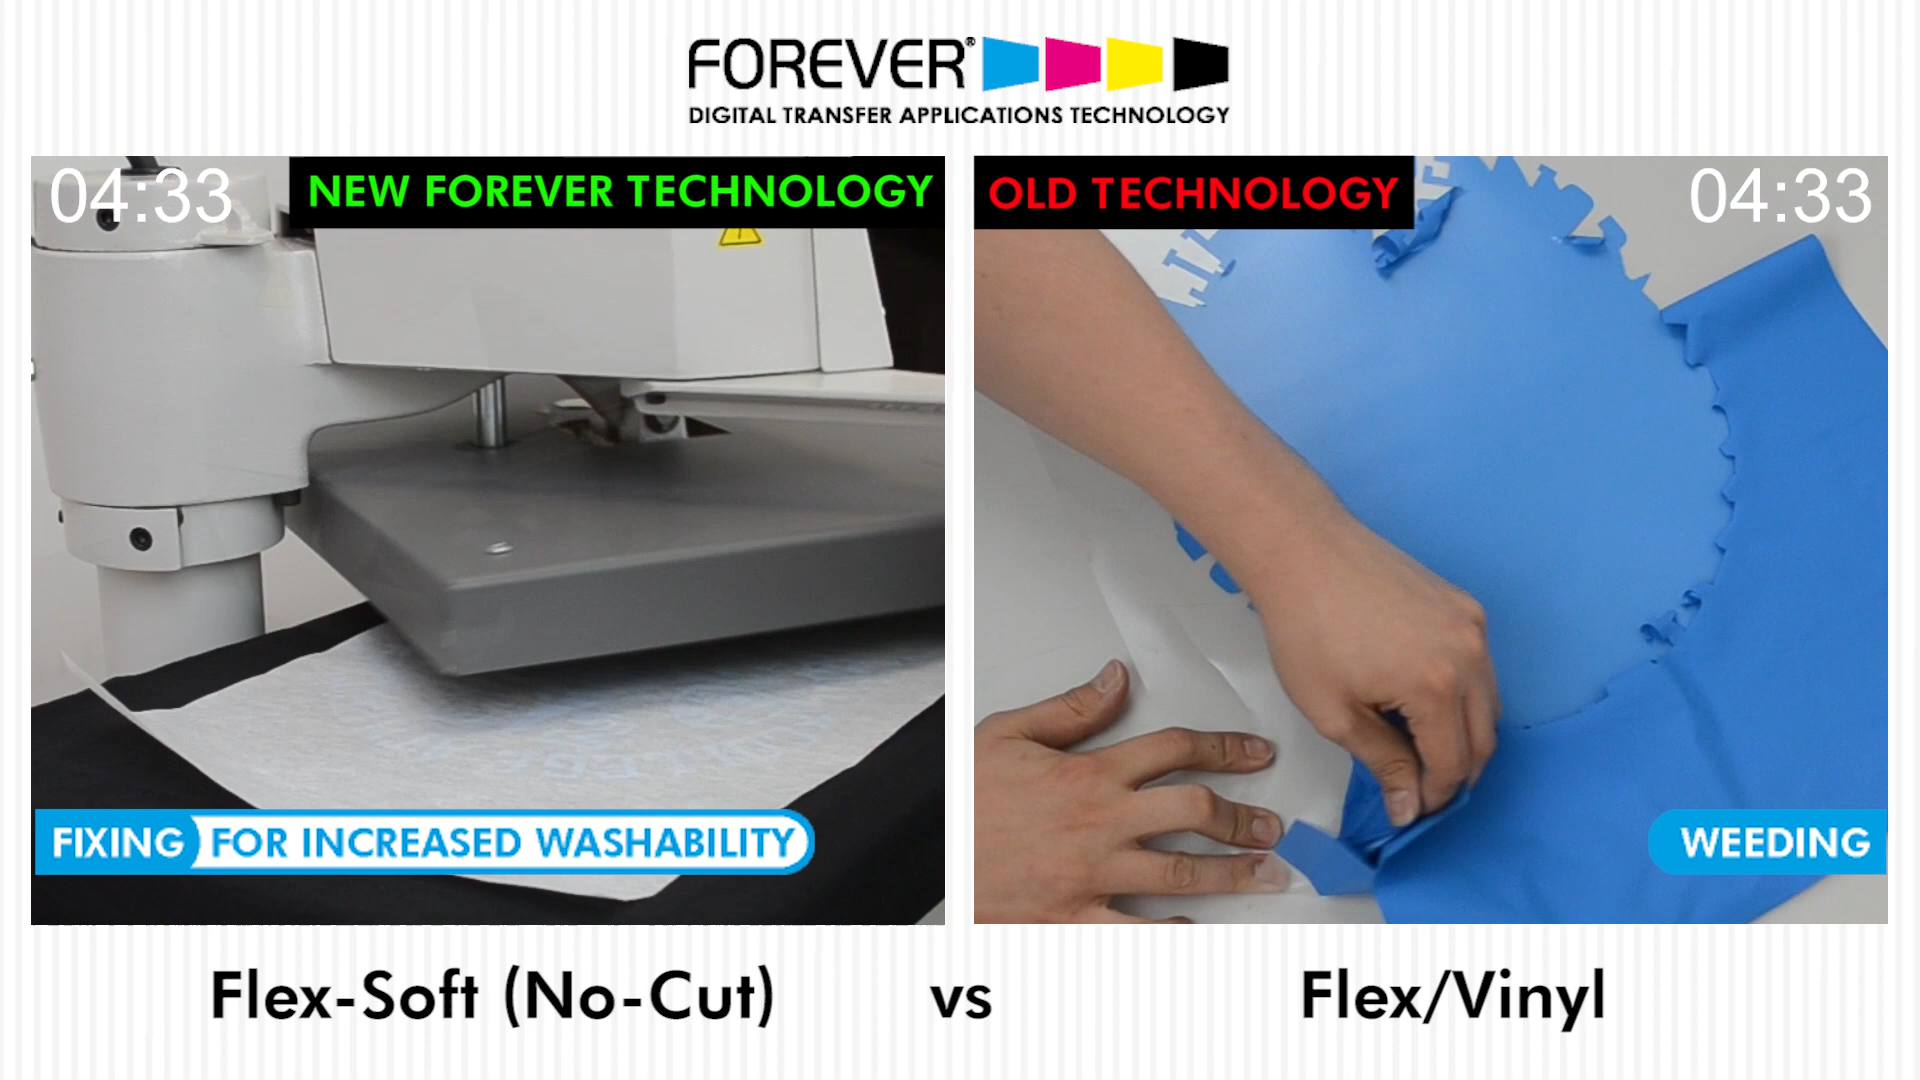 FOREVER®
DIGITAL TRANSFER APPLICATIONS TECHNOLOGY
04:33
NEW FOREVER TECHNOLOGY
OLD TECHNOLOGY
04:33
FIXING FOR INCREASED WASHABILITY
WEEDING
Flex-Soft (No-Cut) vs Flex/Vinyl